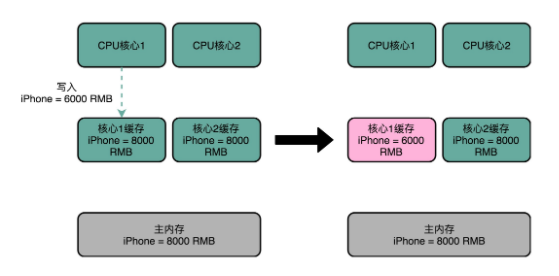 CPU核心1
CPU核心2
写入
iPhone = 6000 RMB
核心1缓存
iPhone = 8000
RMB
核心2缓存
iPhone = 8000
RMB
主内存
iPhone = 8000 RMB
CPU核心1
CPU核心2
核心1缓存
iPhone = 6000
RMB
核心2缓存
iPhone = 8000
RMB
主内存
iPhone = 8000 RMB